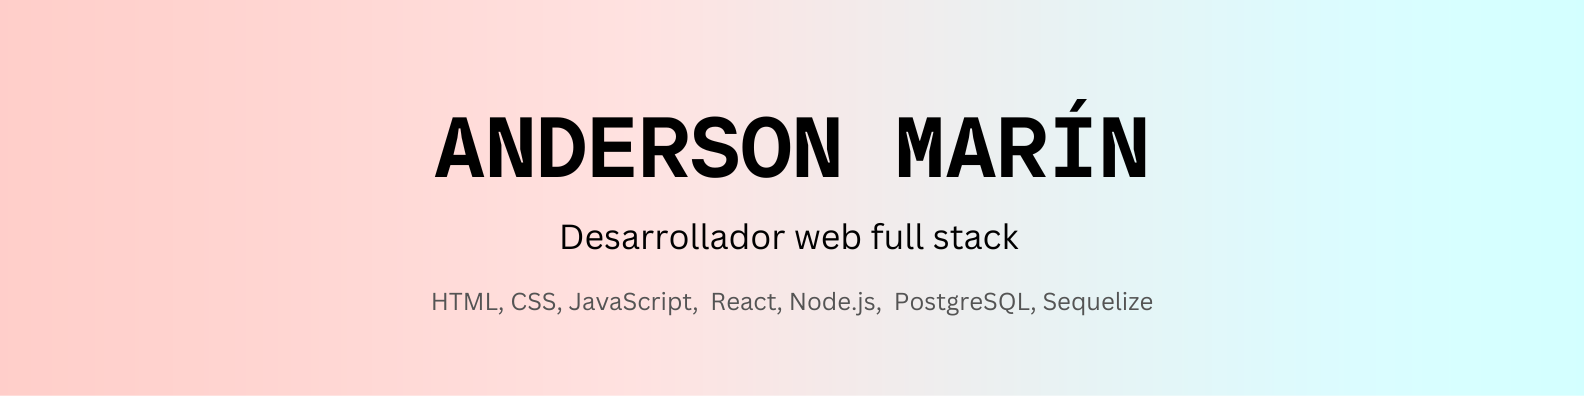 ANDERSON MARÍN
Desarrollador web full stack
HTML, CSS, JavaScript,  React, Node.js,  PostgreSQL, Sequelize